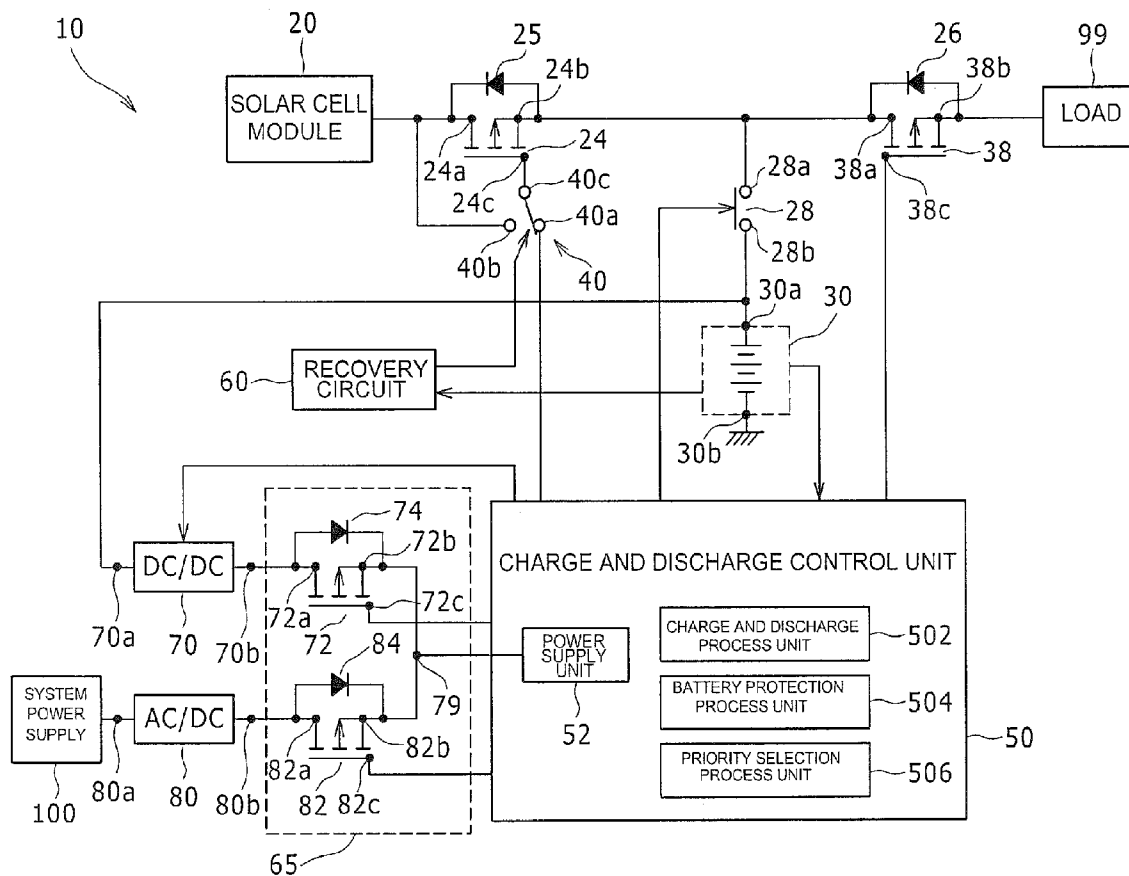 10
20
25
26
99
SOLAR CELL
MODULE
24b
38b
LOAD
24a
24
38a
38
24c
40c
38c
40a
28a
28
28b
40b
40
30a
30
60
RECOVERY
CIRCUIT
30b
74
72b
CHARGE AND DISCHARGE CONTROL UNIT
DC/DC
72a
72c
70a
70
70b
72
84
79
POWER
SUPPLY
UNIT
52
CHARGE AND DISCHARGE
PROCESS UNIT
502
BATTERY PROTECTION
PROCESS UNIT
504
PRIORITY SELECTION
PROCESS UNIT
506
50
SYSTEM
POWER
SUPPLY
AC/DC
82b
100
80a
80
80b
82a
82
82c
65